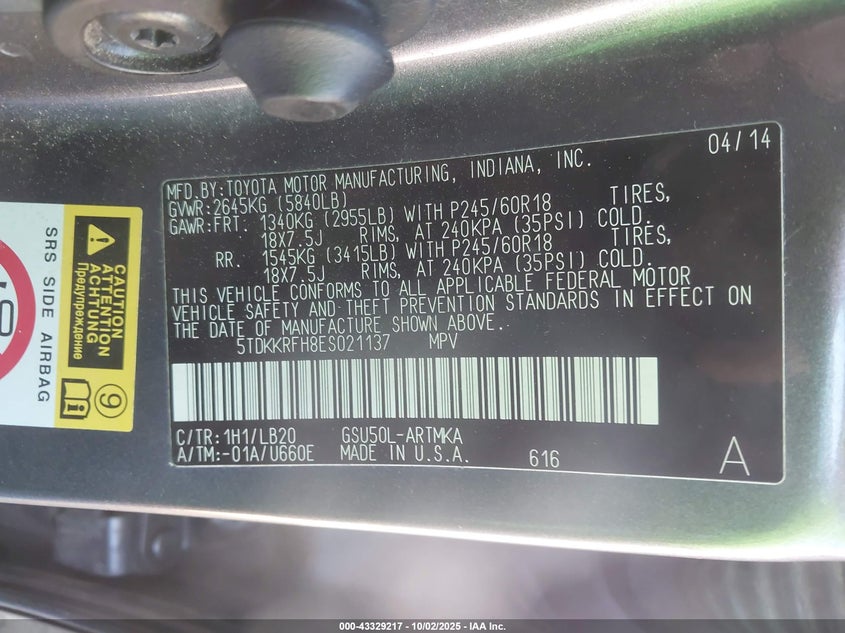 04/14
MFD.BY:TOYOTA MOTOR MANUFACTURING, INDIANA, INC.
GVWR:2645KG (5840LB)
GAWR:FRT. 1340KG (2955LB) WITH P245/60R18 TIRES,
18X7.5J RIMS, AT 240KPA (35PSI) COLD.
RR. 1545KG (3415LB) WITH P245/60R18 TIRES,
18X7.5J RIMS, AT 240KPA (35PSI) COLD.
THIS VEHICLE CONFORMS TO ALL APPLICABLE FEDERAL MOTOR
VEHICLE SAFETY AND THEFT PREVENTION STANDARDS IN EFFECT ON
THE DATE OF MANUFACTURE SHOWN ABOVE.
5TDKKRFH8ES021137 MPV
C/TR:1H1/LB20 GSU50L-ARTMKA
A/TM:-01A/U660E MADE IN U.S.A. 616
A
CAUTION
ATTENTION
ACHTUNG
Предупреждение
SRS SIDE AIRBAG
9
000-43329217 - 10/02/2025 - IAA Inc.